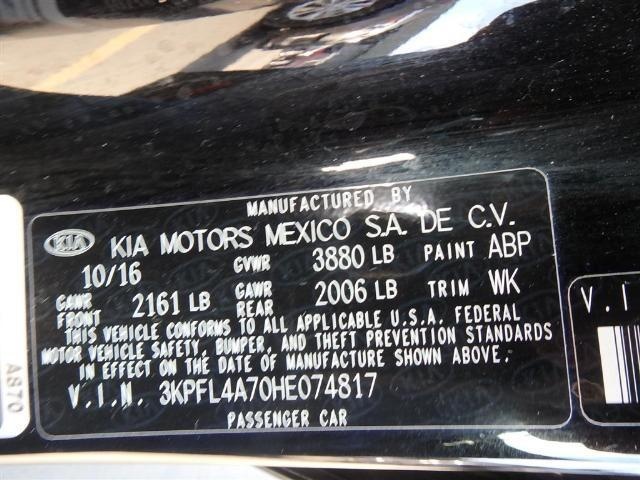 MANUFACTURED BY
KIA KIA MOTORS MEXICO S.A. DE C.V.
10/16 GVWR 3880 LB PAINT ABP
GAWR FRONT 2161 LB GAWR REAR 2006 LB TRIM WK
THIS VEHICLE CONFORMS TO ALL APPLICABLE U.S.A. FEDERAL
MOTOR VEHICLE SAFETY, BUMPER, AND THEFT PREVENTION STANDARDS
IN EFFECT ON THE DATE OF MANUFACTURE SHOWN ABOVE.
V.I.N. 3KPFL4A70HE074817
PASSENGER CAR
V.I
A870